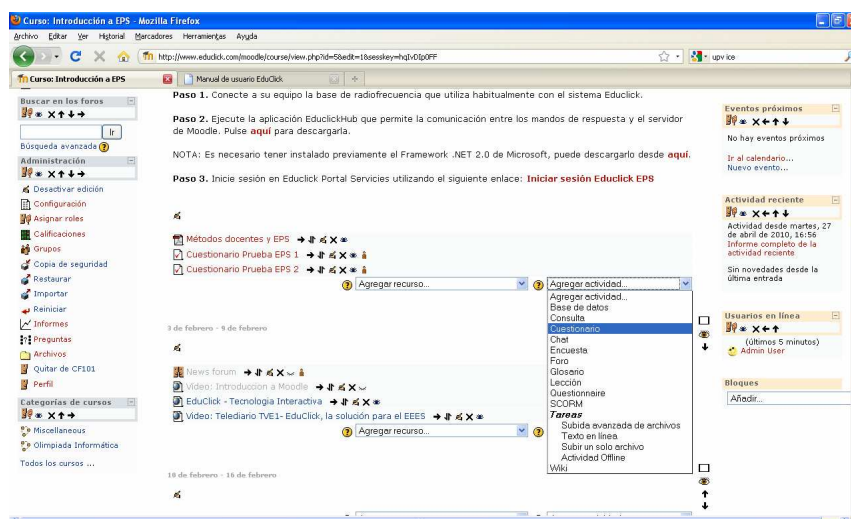 Curso: Introducción a EPS - Mozilla Firefox
Archivo Editar Ver Historial Marcadores Herramientas Ayuda
http://www.educlick.com/moodle/course/view.php?id=5&edit=1&sesskey=hqIvDIp0FF
upv ice
Curso: Introducción a EPS
Manual de usuario EduClick
Buscar en los foros
Ir
Búsqueda avanzada
Administración
Desactivar edición
Configuración
Asignar roles
Calificaciones
Grupos
Copia de seguridad
Restaurar
Importar
Reiniciar
Informes
Preguntas
Archivos
Quitar de CF101
Perfil
Categorías de cursos
Miscellaneous
Olimpiada Informática
Todos los cursos ...
Paso 1. Conecte a su equipo la base de radiofrecuencia que utiliza habitualmente con el sistema Educlick.
Paso 2. Ejecute la aplicación EduclickHub que permite la comunicación entre los mandos de respuesta y el servidor
de Moodle. Pulse aquí para descargarla.
NOTA: Es necesario tener instalado previamente el Framework .NET 2.0 de Microsoft, puede descargarlo desde aquí.
Paso 3. Inicie sesión en Educlick Portal Servicies utilizando el siguiente enlace: Iniciar sesión Educlick EPS
Métodos docentes y EPS
Cuestionario Prueba EPS 1
Cuestionario Prueba EPS 2
Agregar recurso...
Agregar actividad...
Agregar actividad...
Base de datos
Consulta
Cuestionario
Chat
Encuesta
Foro
Glosario
Lección
Questionnaire
SCORM
Tareas
Subida avanzada de archivos
Texto en línea
Subir un solo archivo
Actividad Offline
Wiki
3 de febrero - 9 de febrero
News forum
Video: Introduccion a Moodle
EduClick - Tecnologia Interactiva
Video: Telediario TVE1- EduClick, la solución para el EEES
Agregar recurso...
10 de febrero - 16 de febrero
Eventos próximos
No hay eventos próximos
Ir al calendario...
Nuevo evento...
Actividad reciente
Actividad desde martes, 27
de abril de 2010, 16:56
Informe completo de la
actividad reciente
Sin novedades desde la
última entrada
Usuarios en línea
(últimos 5 minutos)
Admin User
Bloques
Añadir...